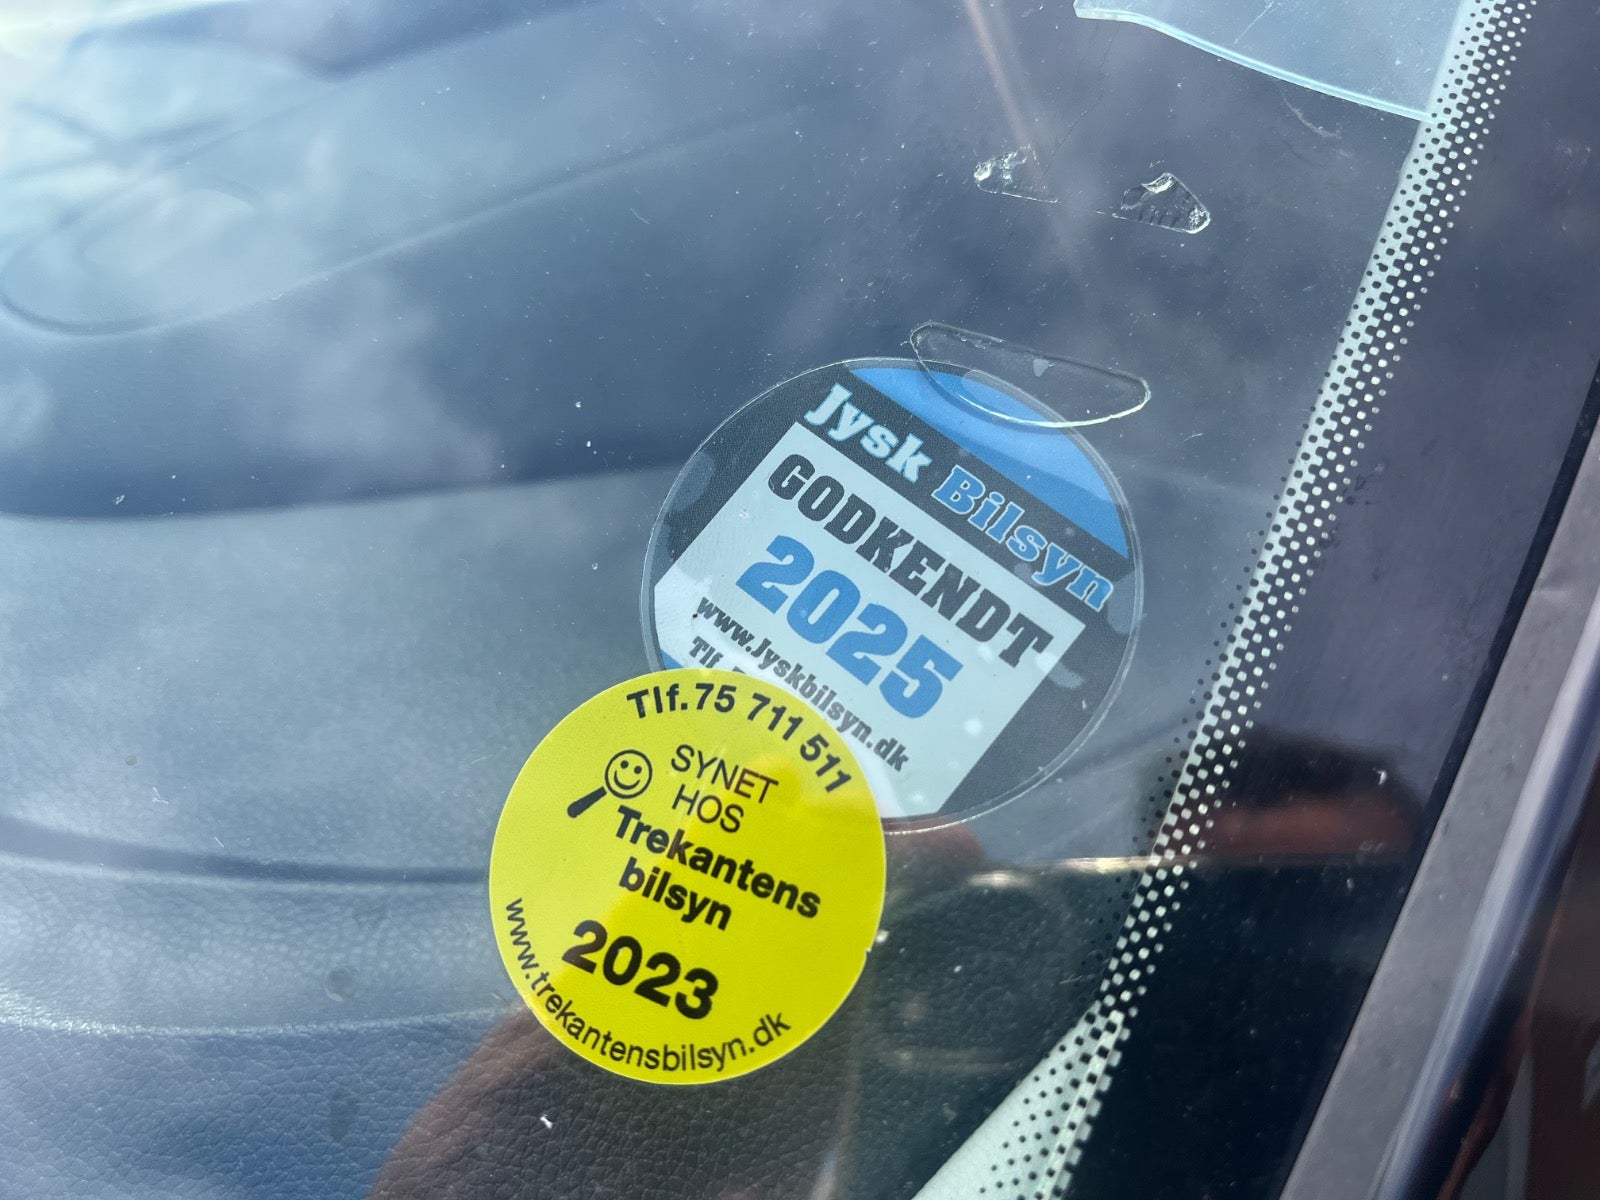 Jysk Bilsyn
GODKENDT
2025
www.Jyskbilsyn.dk
Tlf.
Tlf.75 711 511
SYNET
HOS
Trekantens
bilsyn
2023
www.trekantensbilsyn.dk